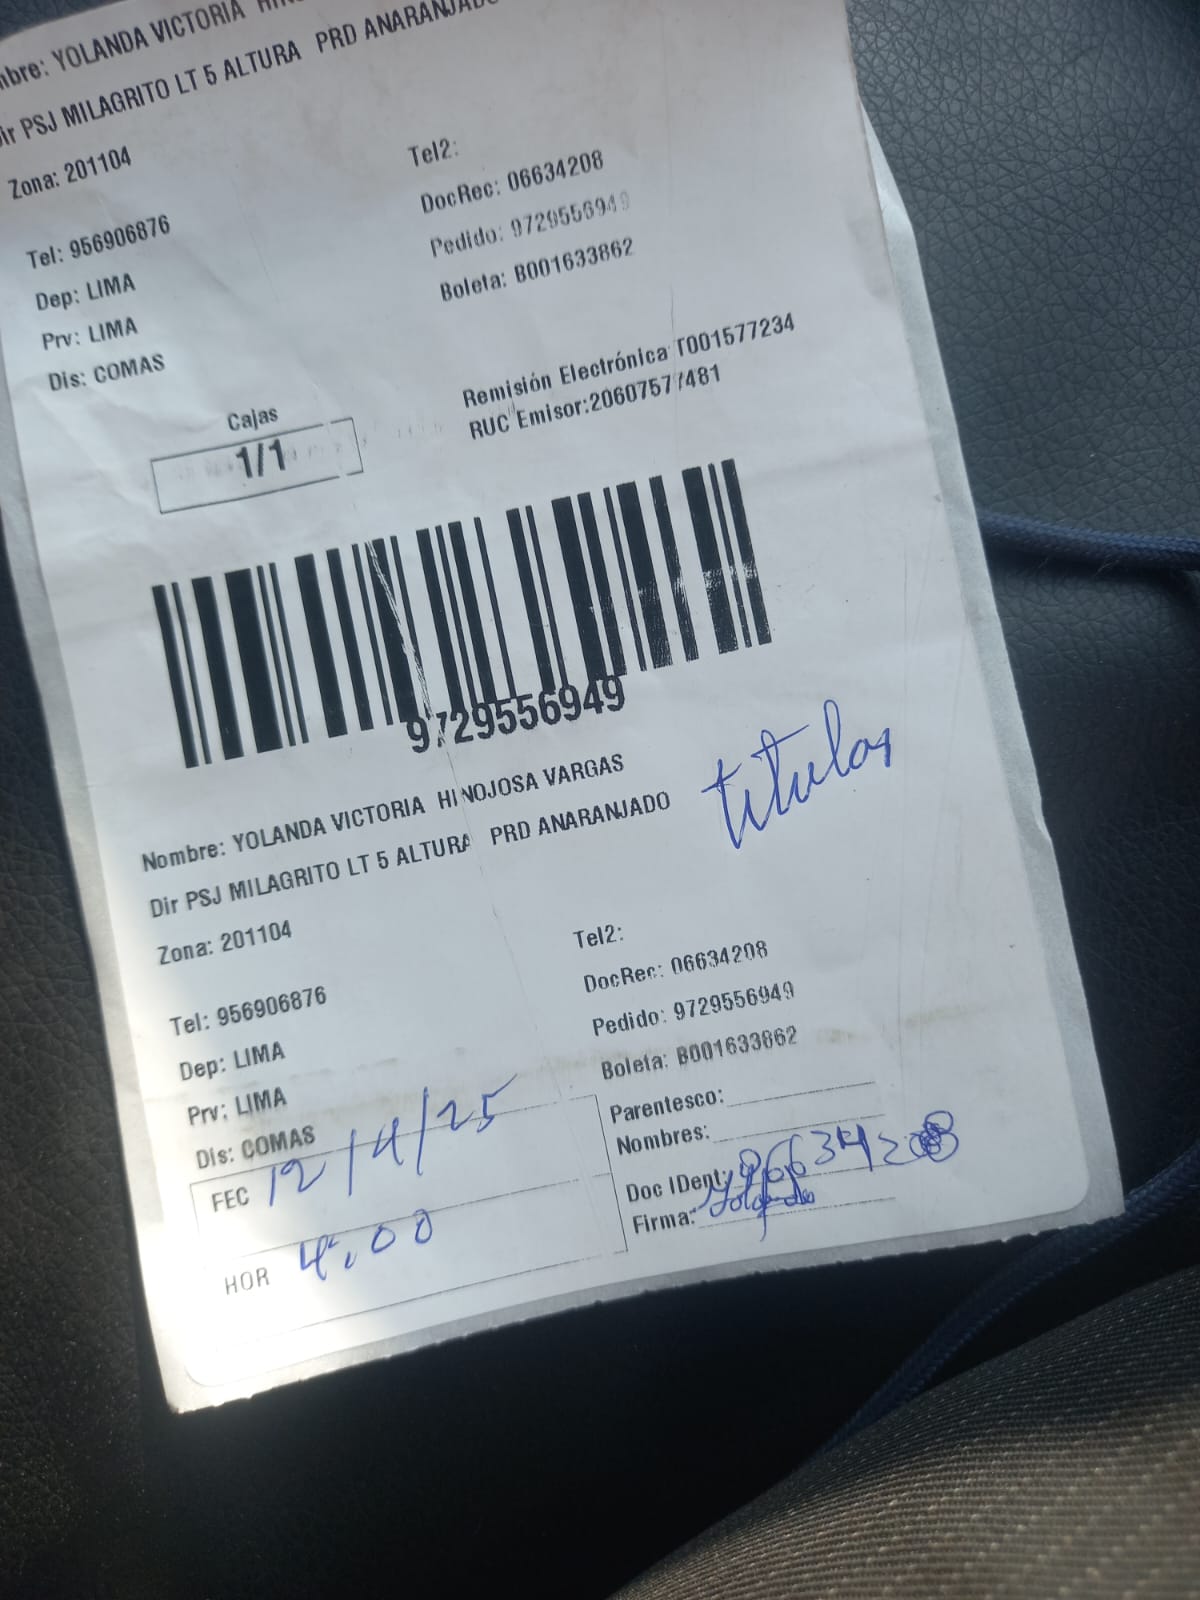 mbre: YOLANDA VICTORIA
Dir PSJ MILAGRITO LT 5 ALTURA PRD ANARANJADO
Zona: 201104
Tel2:
DocRec: 06634208
Tel: 956906876
Pedido: 9729556949
Dep: LIMA
Boleta: B001633862
Prv: LIMA
Dis: COMAS
Remisión Electrónica T001577234
RUC Emisor:20607577481
Cajas
1/1
9729556949
titulos
Nombre: YOLANDA VICTORIA HINOJOSA VARGAS
Dir PSJ MILAGRITO LT 5 ALTURA PRD ANARANJADO
Zona: 201104
Tel2:
DocRec: 06634208
Tel: 956906876
Pedido: 9729556949
Dep: LIMA
Boleta: B001633862
Prv: LIMA
Parentesco:
Dis: COMAS
Nombres:
FEC 12/4/25
Doc IDent: 06634208
Firma:
HOR 4:00